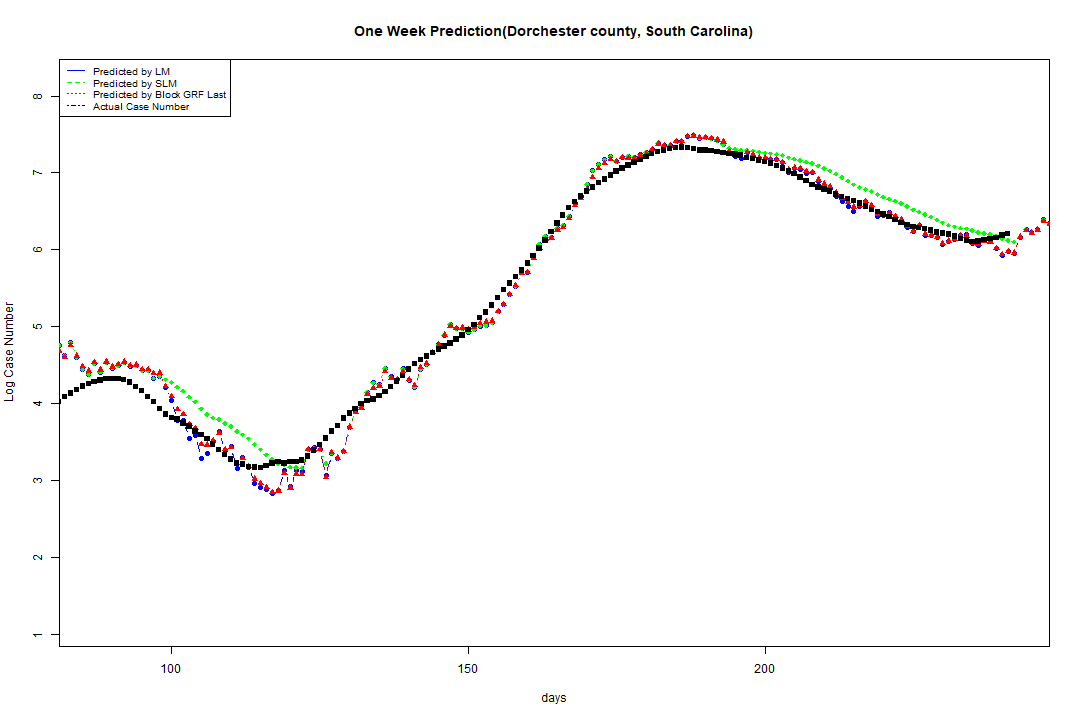 One Week Prediction(Dorchester county, South Carolina)
Predicted by LM
Predicted by SLM
Predicted by Block GRF Last
Actual Case Number
8
7
6
5
4
3
2
1
Log Case Number
100 150 200
days